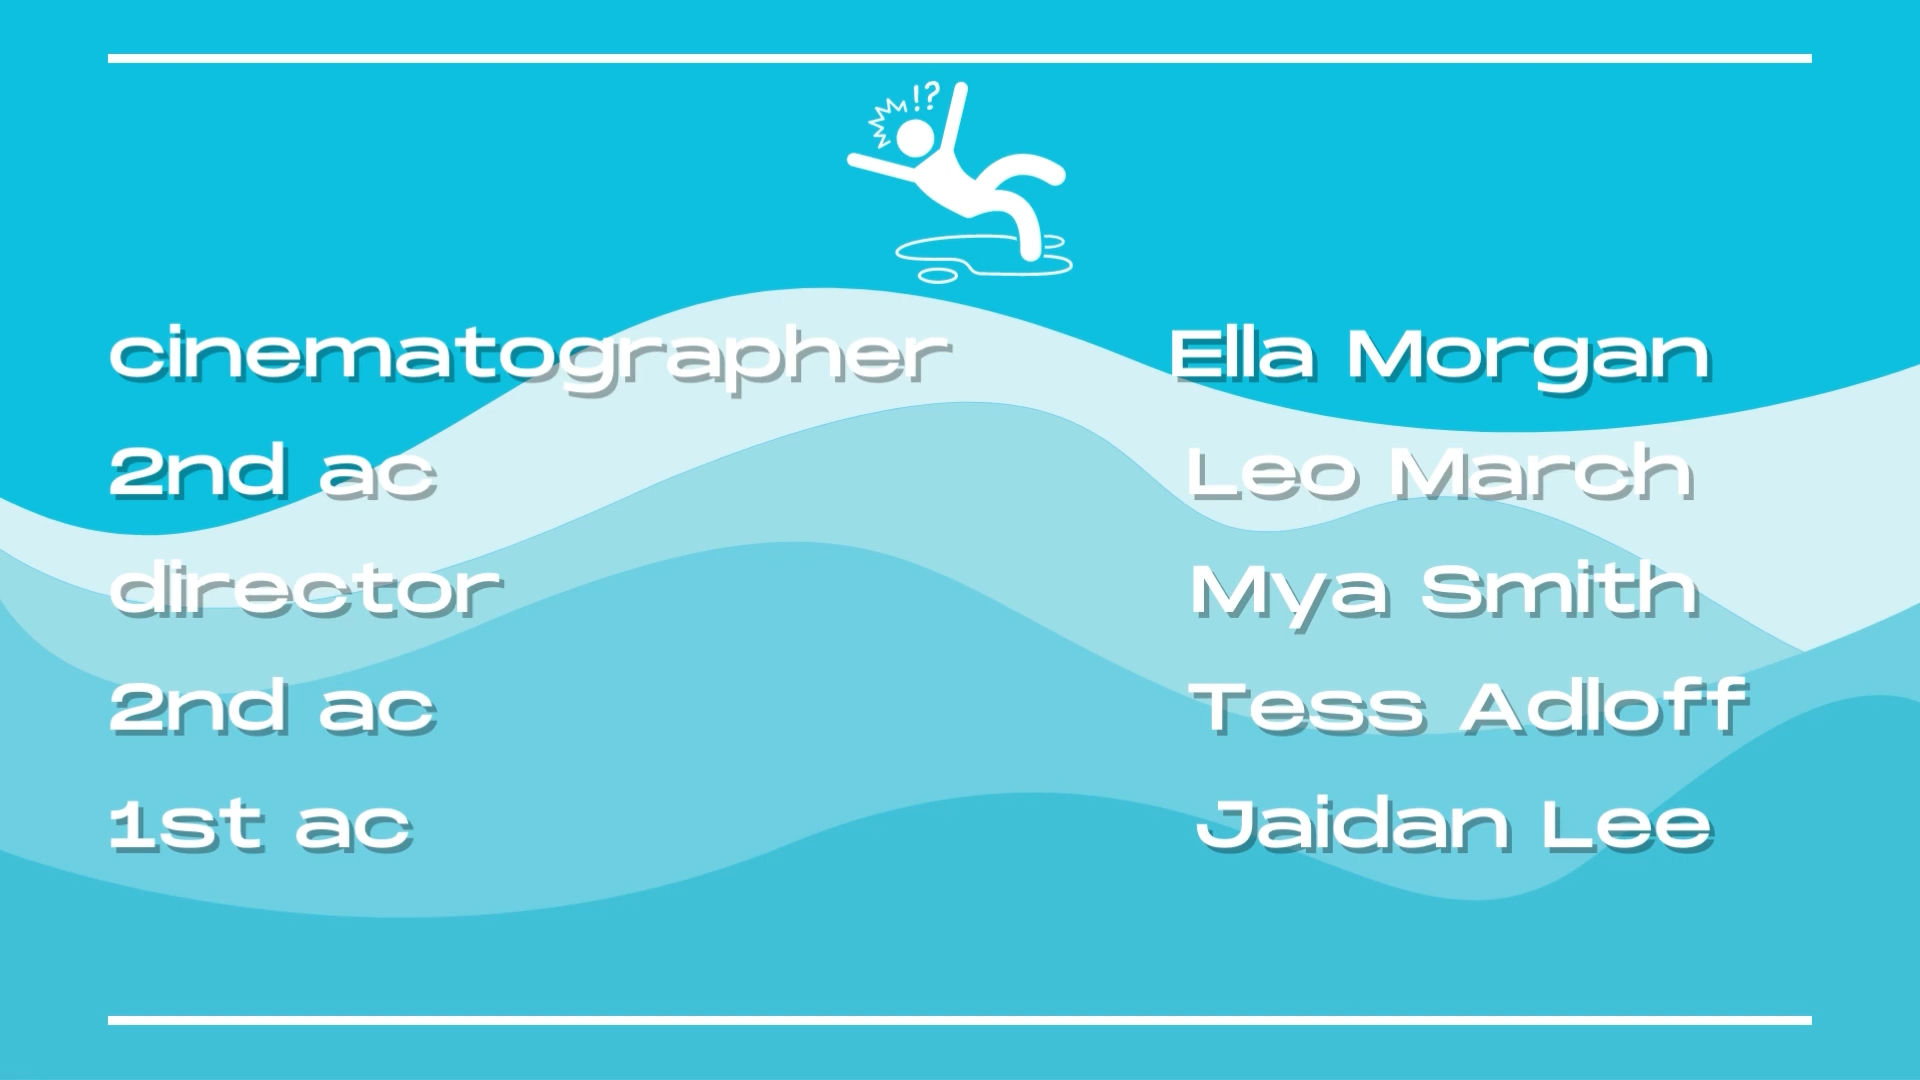 !?
cinematographer Ella Morgan
2nd ac Leo March
director Mya Smith
2nd ac Tess Adloff
1st ac Jaidan Lee